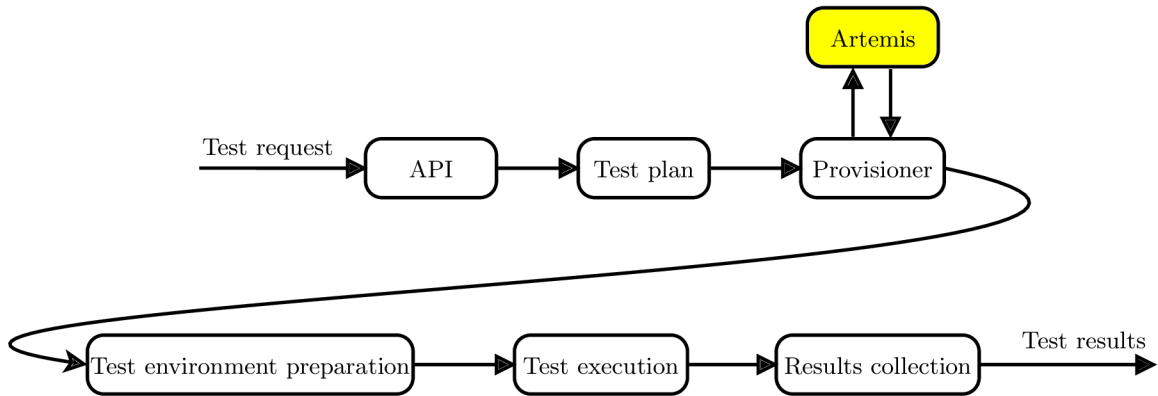 Artemis
Test request
API
Test plan
Provisioner
Test environment preparation
Test execution
Results collection
Test results